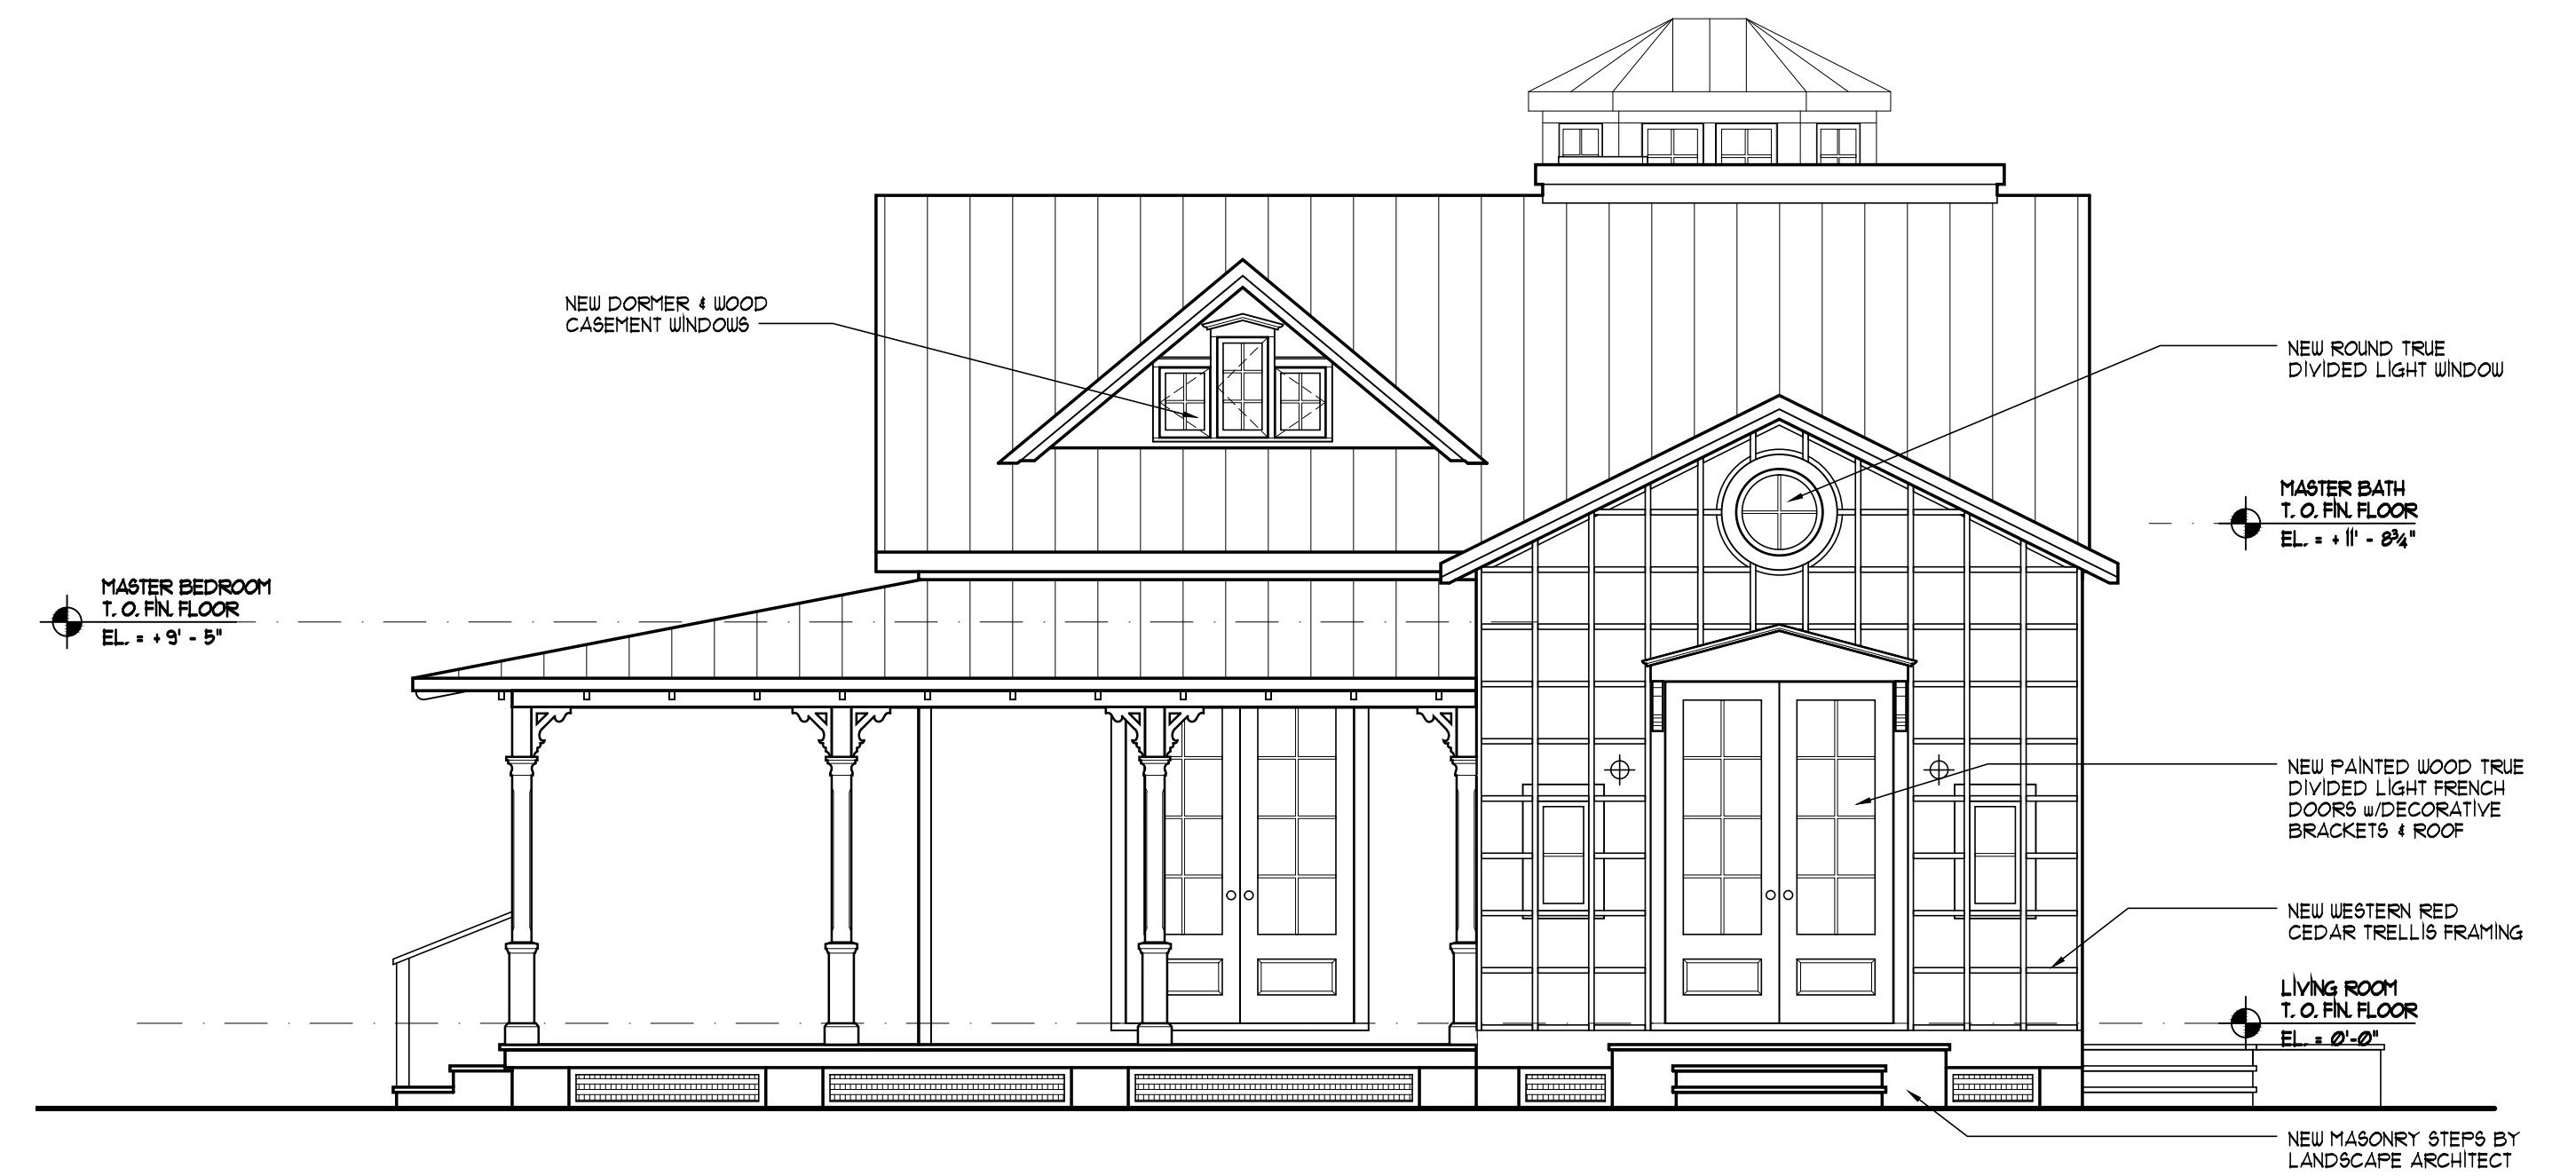 NEW DORMER & WOOD
CASEMENT WINDOWS
NEW ROUND TRUE
DIVIDED LIGHT WINDOW
MASTER BATH
T. O. FIN. FLOOR
EL. = + 11' - 8¾"
MASTER BEDROOM
T. O. FIN. FLOOR
EL. = + 9' - 5"
NEW PAINTED WOOD TRUE
DIVIDED LIGHT FRENCH
DOORS w/DECORATIVE
BRACKETS & ROOF
NEW WESTERN RED
CEDAR TRELLIS FRAMING
LIVING ROOM
T. O. FIN. FLOOR
EL. = 0'-0"
NEW MASONRY STEPS BY
LANDSCAPE ARCHITECT